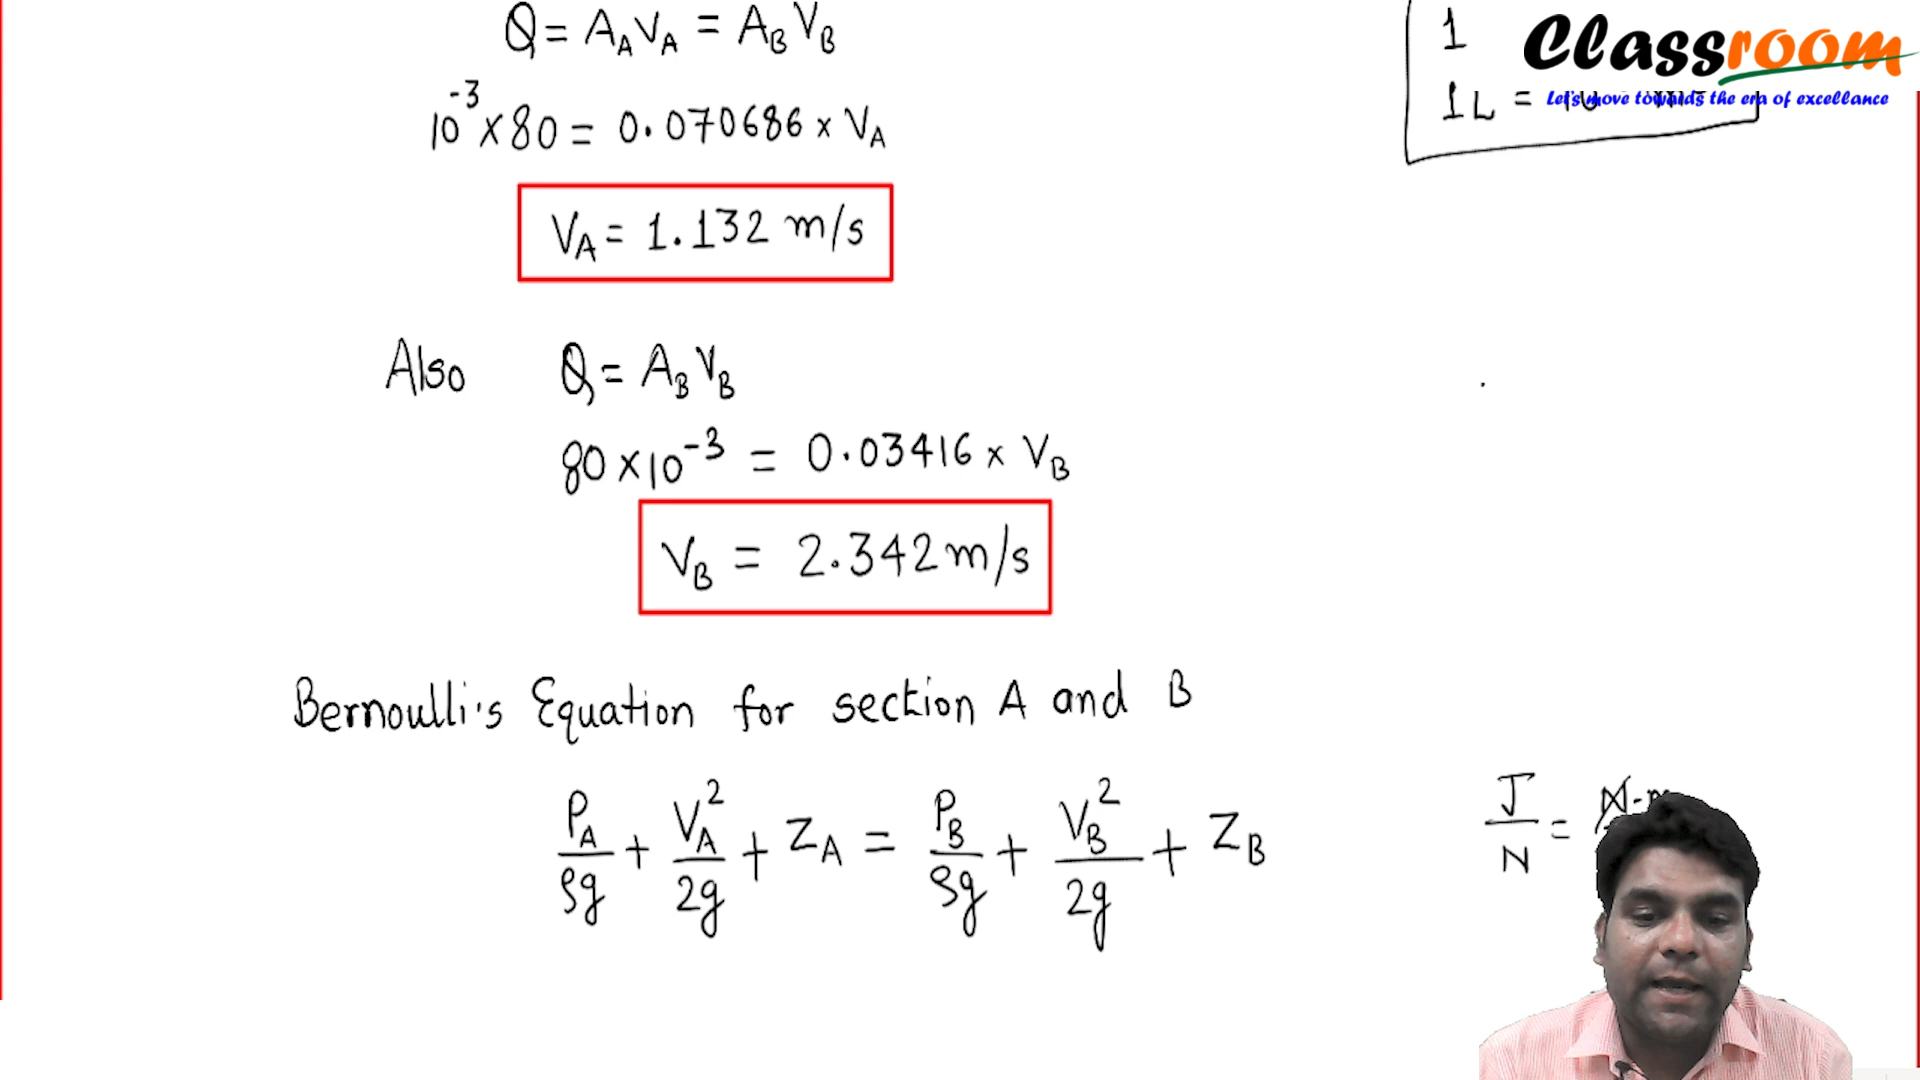 Q = A_A V_A = A_B V_B
10^-3 × 80 = 0.070686 × V_A
V_A = 1.132 m/s
Also Q = A_B V_B
80 × 10^-3 = 0.03416 × V_B
V_B = 2.342 m/s
Bernoulli's Equation for section A and B
P_A/ρg + V_A^2/2g + Z_A = P_B/ρg + V_B^2/2g + Z_B
1
1L =
Classroom
Let's move towards the era of excellance
J/N =